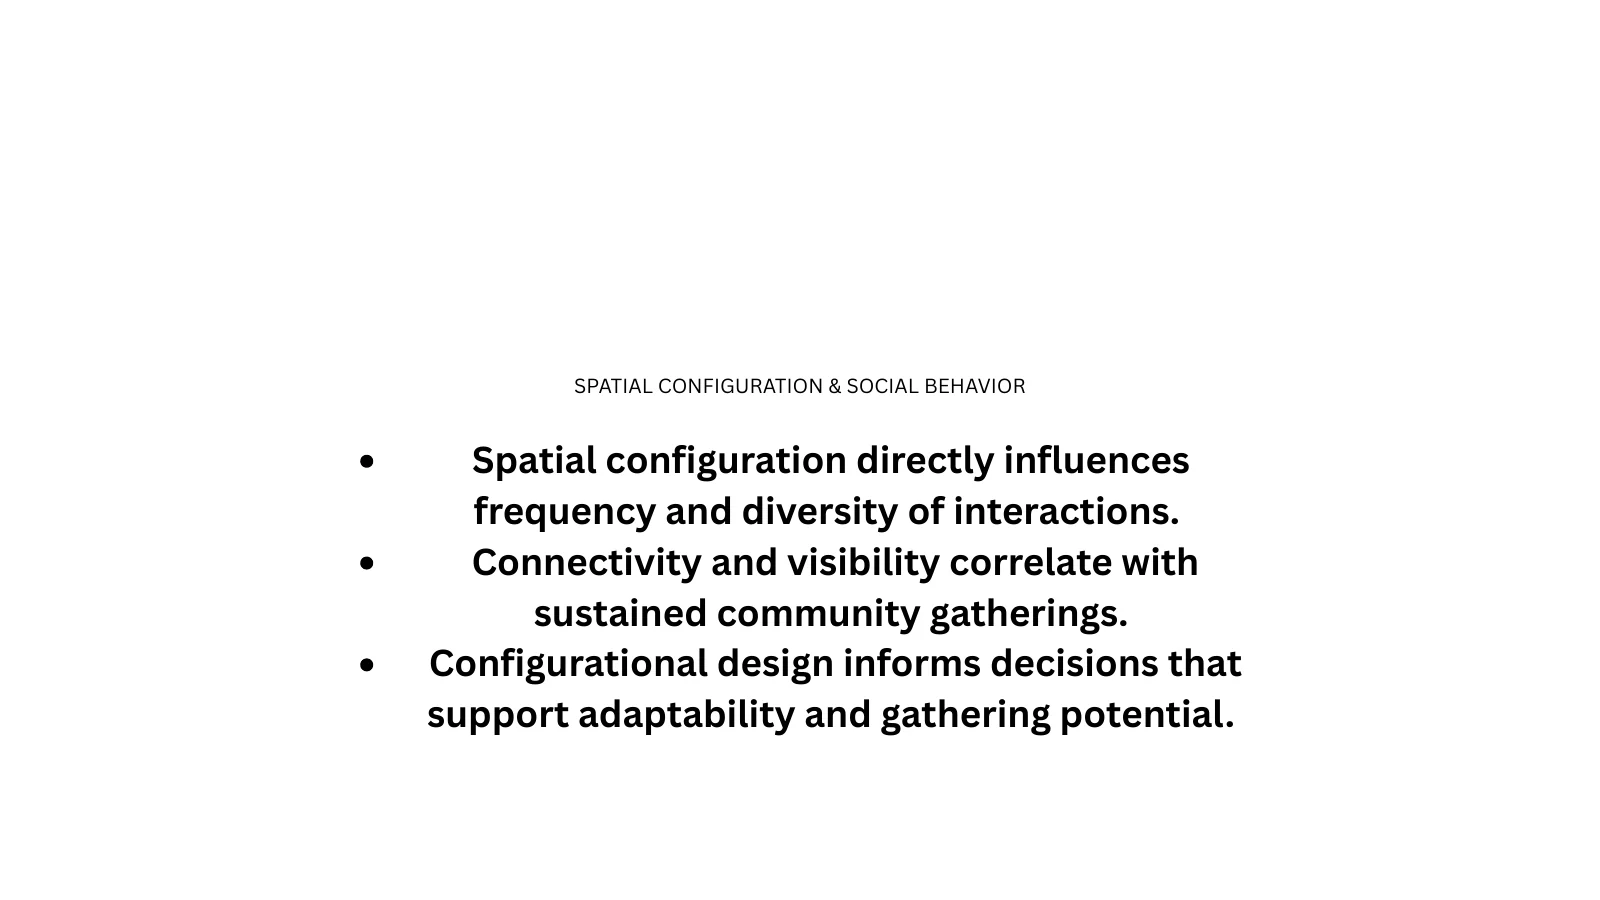 SPATIAL CONFIGURATION & SOCIAL BEHAVIOR
• Spatial configuration directly influences
frequency and diversity of interactions.
• Connectivity and visibility correlate with
sustained community gatherings.
• Configurational design informs decisions that
support adaptability and gathering potential.